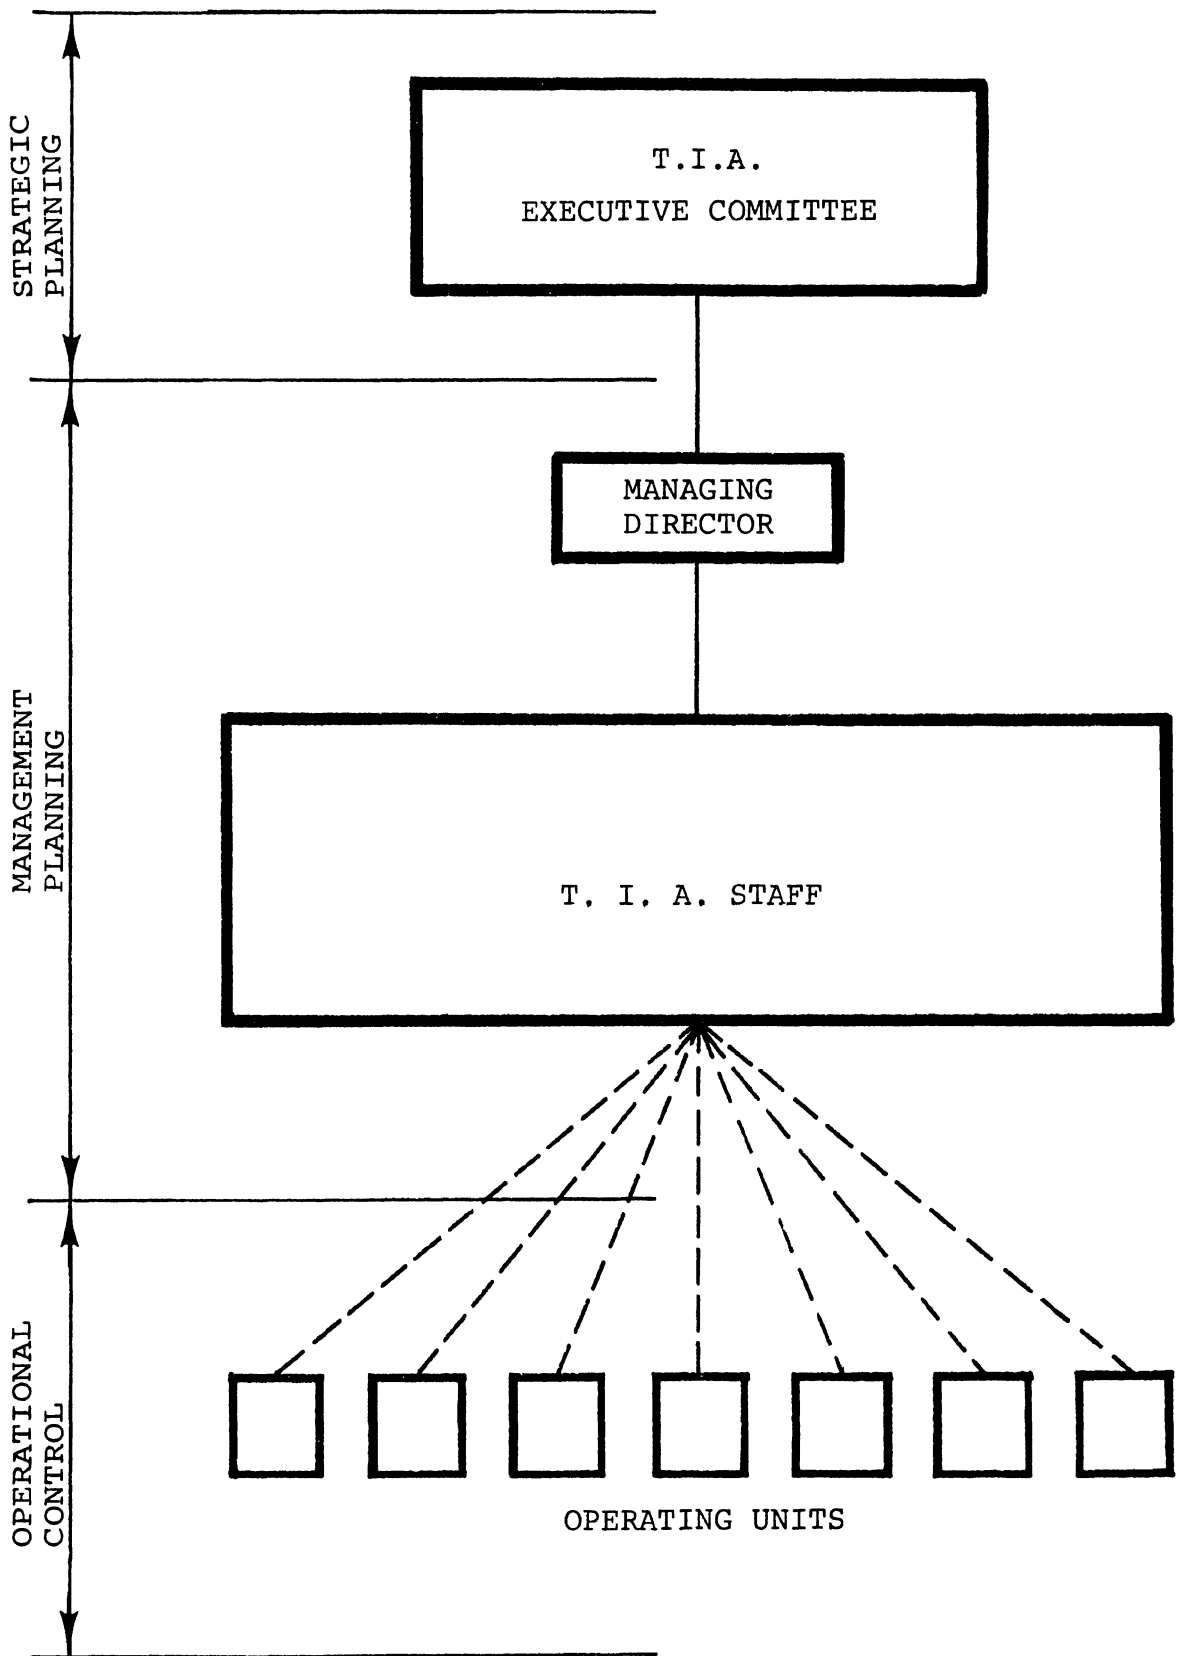 STRATEGIC
PLANNING
T.I.A.
EXECUTIVE COMMITTEE
MANAGEMENT
PLANNING
MANAGING
DIRECTOR
T. I. A. STAFF
OPERATIONAL
CONTROL
OPERATING UNITS